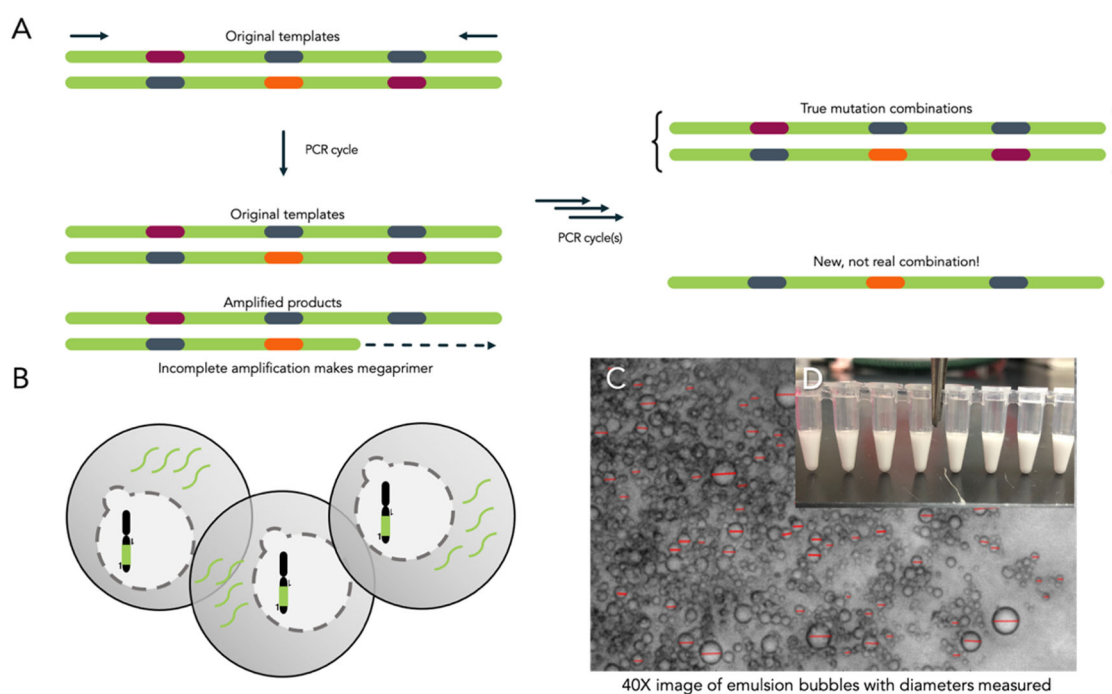 A
Original templates
PCR cycle
Original templates
Amplified products
Incomplete amplification makes megaprimer
PCR cycle(s)
True mutation combinations
New, not real combination!
B
C
D
40X image of emulsion bubbles with diameters measured